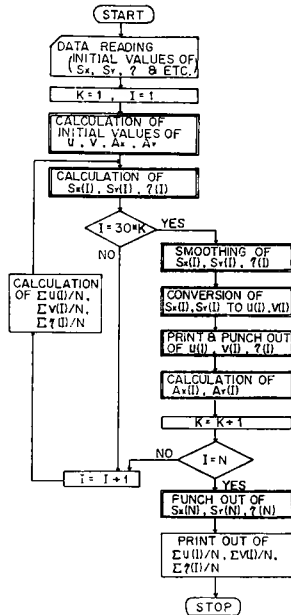 START
DATA READING
(INITIAL VALUES OF
Sx, SY, ? & ETC.)
K=1 , I=1
CALCULATION OF
INITIAL VALUES OF
U, V, Ax, AY
CALCULATION OF
Sx(I), SY(I), ?(I)
I=30*K
YES
NO
SMOOTHING OF
Sx(I), SY(I), ?(I)
CALCULATION
OF ΣU(I)/N,
ΣV(I)/N,
Σ?(I)/N
CONVERSION OF
Sx(I), SY(I) TO U(I), V(I)
PRINT & PUNCH OUT
OF U(I), V(I), ?(I)
CALCULATION OF
Ax(I), AY(I)
K = K+1
NO
I=N
I = I+1
YES
PUNCH OUT OF
Sx(N), SY(N), ?(N)
PRINT OUT OF
ΣU(I)/N, ΣV(I)/N,
Σ?(I)/N
STOP